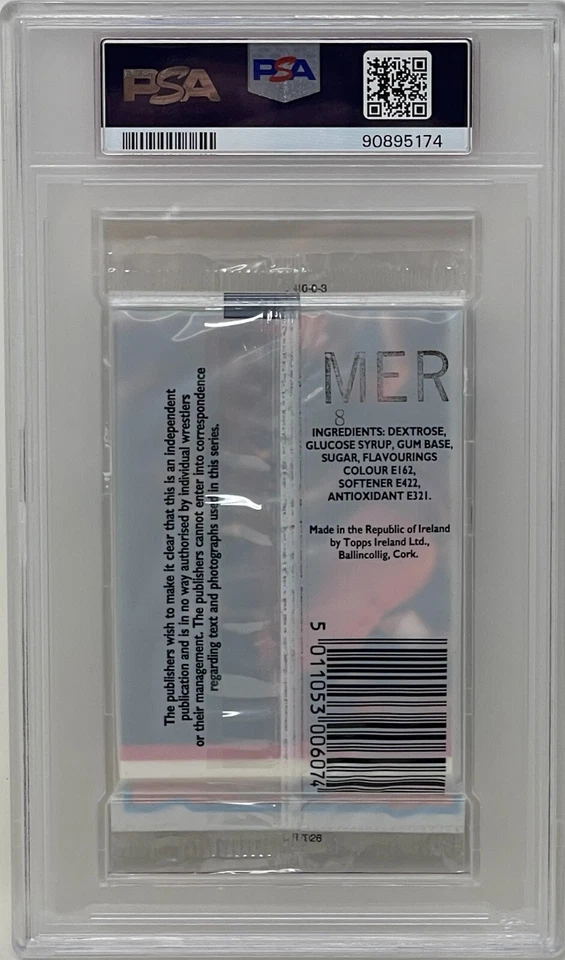 PSA
PSA
90895174
10-0-3
MER
8
INGREDIENTS: DEXTROSE,
GLUCOSE SYRUP, GUM BASE,
SUGAR, FLAVOURINGS
COLOUR E162,
SOFTENER E422,
ANTIOXIDANT E321.
Made in the Republic of Ireland
by Topps Ireland Ltd.,
Ballincollig, Cork.
The publishers wish to make it clear that this is an independent
publication and is in no way authorised by individual wrestlers
or their management. The publishers cannot enter into correspondence
regarding text and photographs used in this series.
5 011053 006074